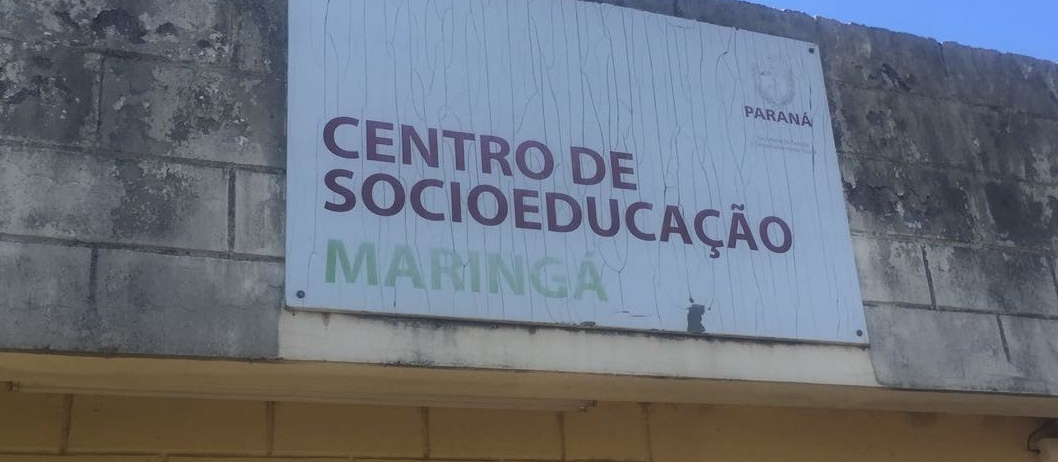 PARANÁ
CENTRO DE
SOCIOEDUCAÇÃO
MARINGÁ